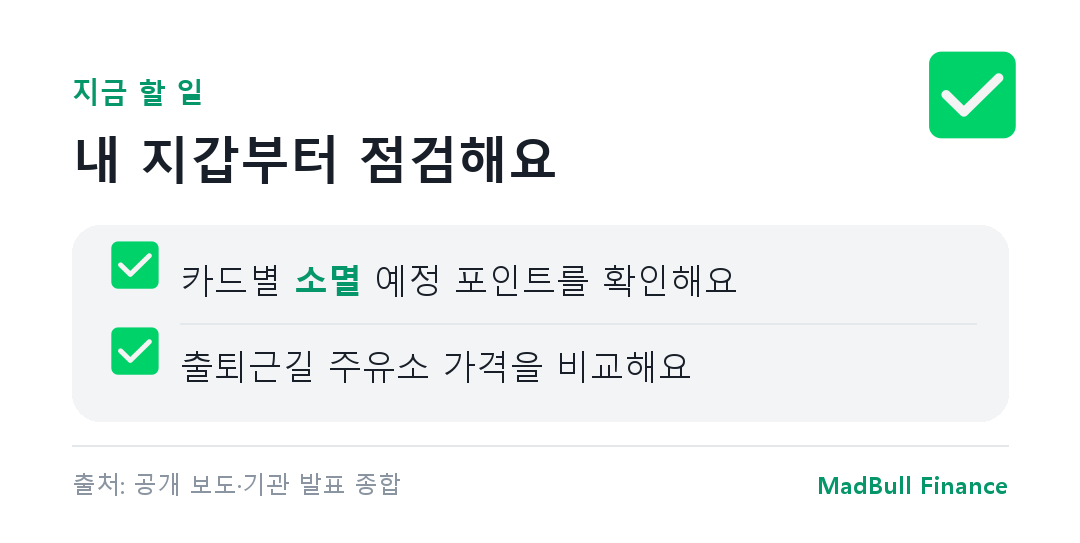 지금 할 일
내 지갑부터 점검해요
카드별 소멸 예정 포인트를 확인해요
출퇴근길 주유소 가격을 비교해요
출처: 공개 보도·기관 발표 종합
MadBull Finance